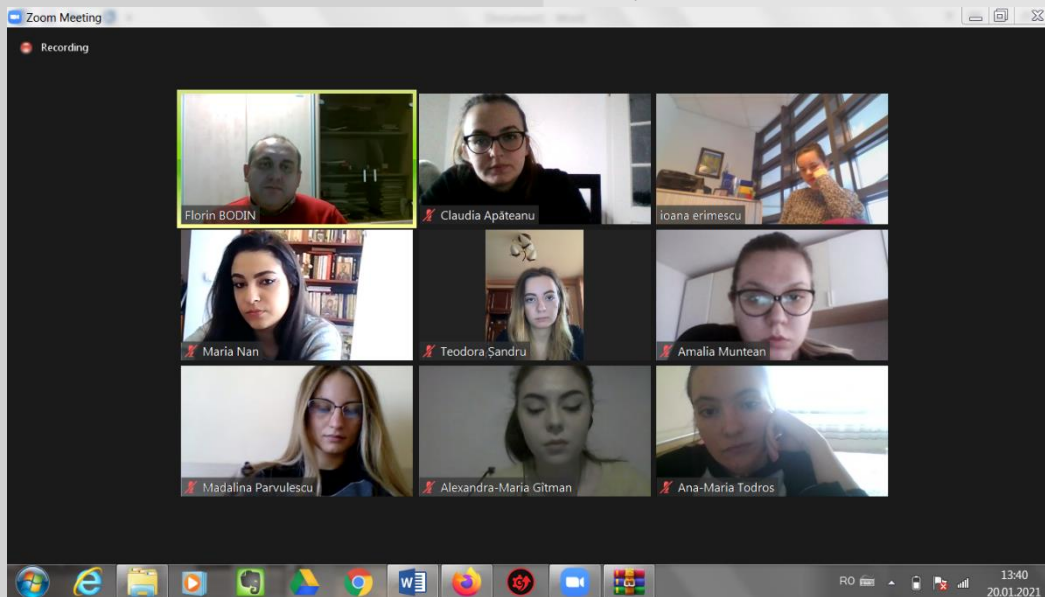 Zoom Meeting
Recording
Florin BODIN
Claudia Apăteanu
ioana erimescu
Maria Nan
Teodora Șandru
Amalia Muntean
Madalina Parvulescu
Alexandra-Maria Gîtman
Ana-Maria Todros
RO
13:40
20.01.2021